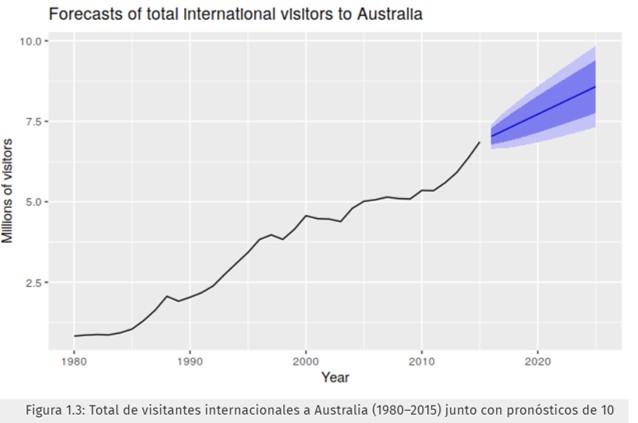 Forecasts of total international visitors to Australia
10.0
7.5
5.0
2.5
Millions of visitors
1980 1990 2000 2010 2020
Year
Figura 1.3: Total de visitantes internacionales a Australia (1980–2015) junto con pronósticos de 10